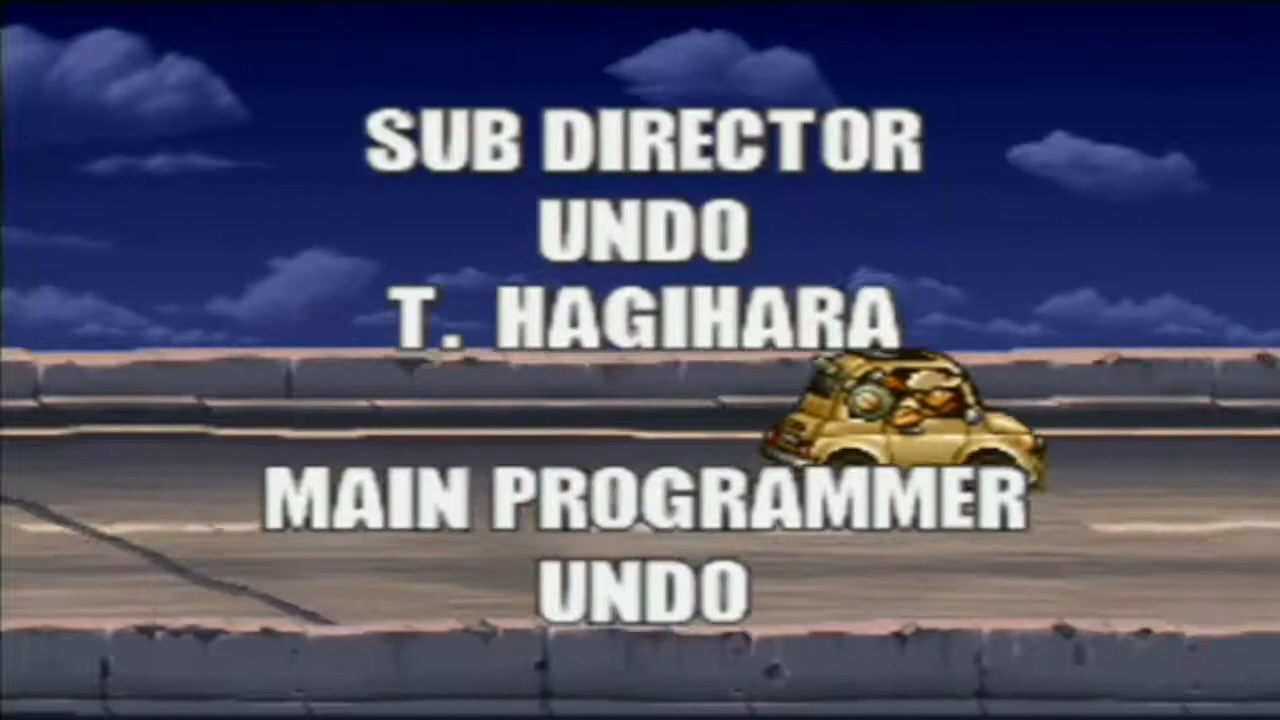 SUB DIRECTOR
UNDO
T. HAGIHARA
MAIN PROGRAMMER
UNDO